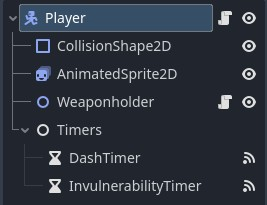 Player
CollisionShape2D
AnimatedSprite2D
Weaponholder
Timers
DashTimer
InvulnerabilityTimer